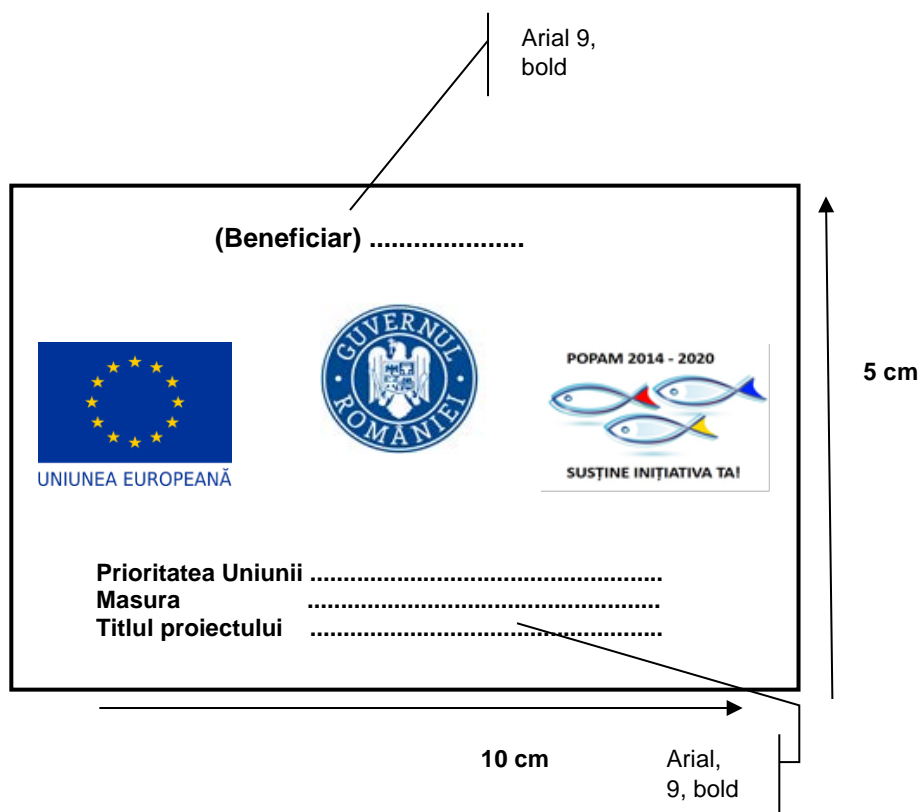 Arial 9,
bold
(Beneficiar) .....................
GUVERNUL ROMÂNIEI
POPAM 2014 - 2020
5 cm
SUSȚINE INIȚIATIVA TA!
UNIUNEA EUROPEANĂ
Prioritatea Uniunii .....................................................
Masura .....................................................
Titlul proiectului .....................................................
10 cm
Arial,
9, bold